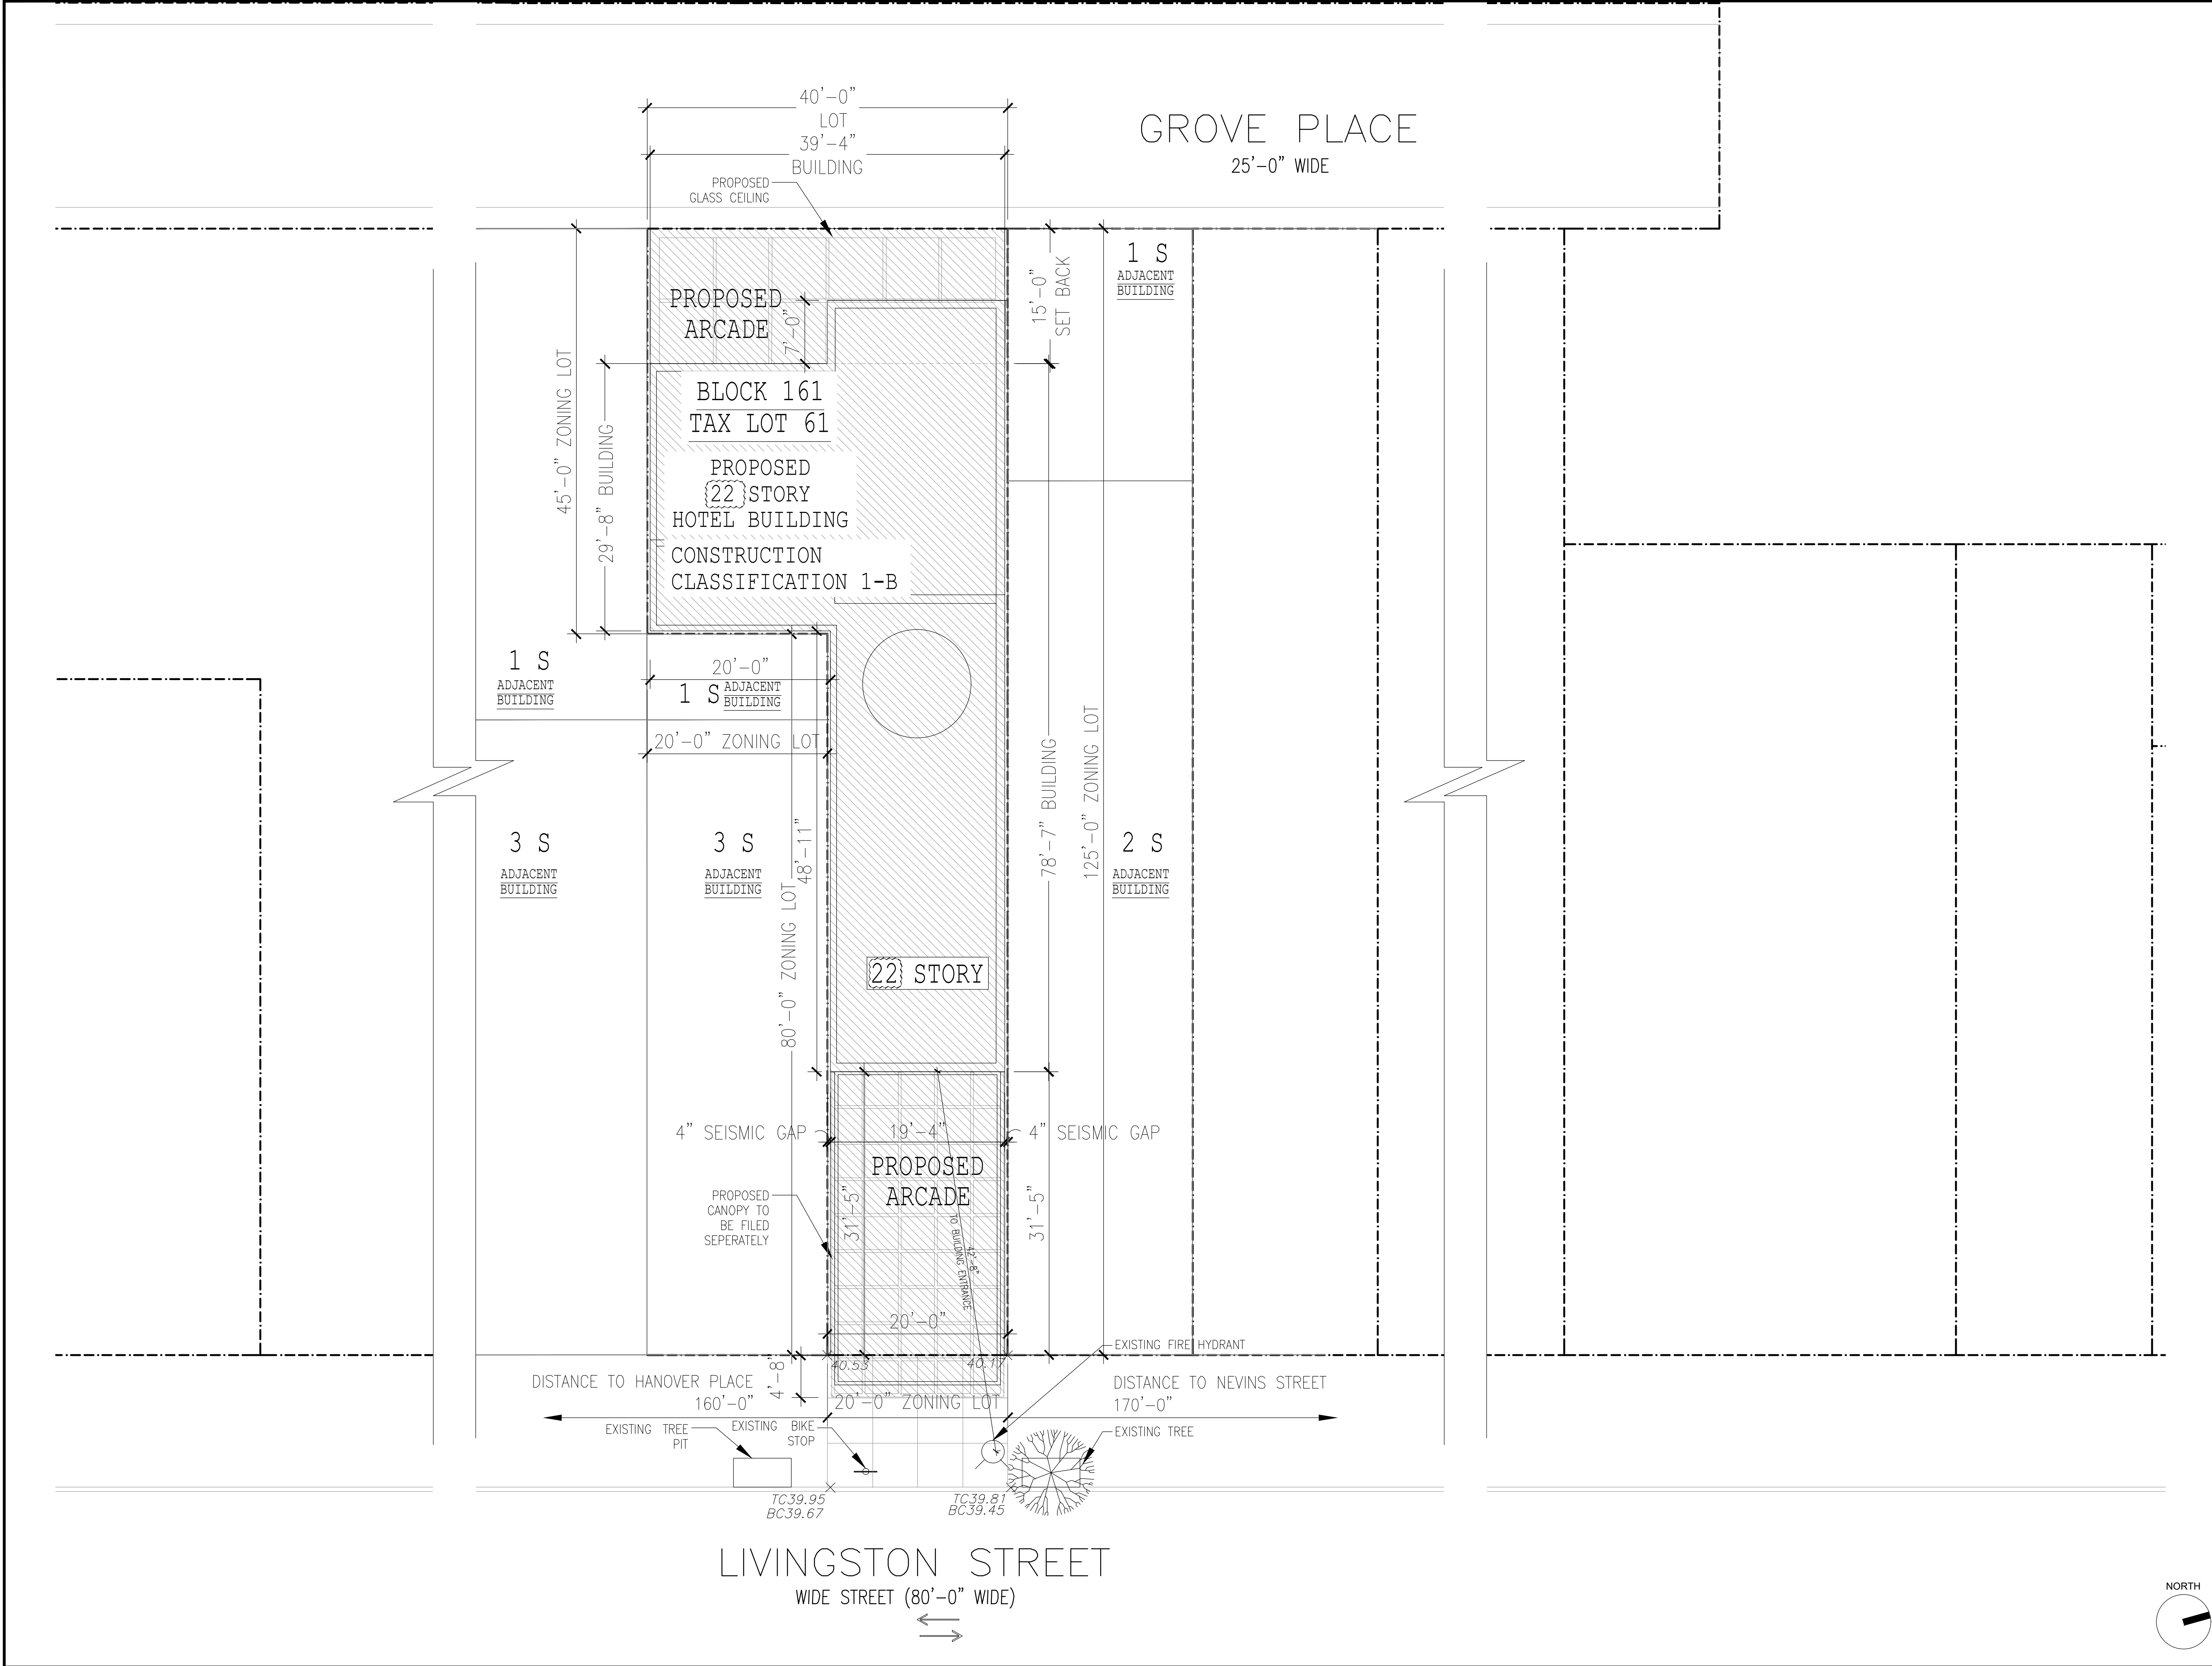 40'-0"
LOT
39'-4"
BUILDING
GROVE PLACE
25'-0" WIDE
PROPOSED
GLASS CEILING
15'-0"
SET BACK
1 S
ADJACENT
BUILDING
PROPOSED
ARCADE
7'-0"
45'-0" ZONING LOT
29'-8" BUILDING
BLOCK 161
TAX LOT 61
PROPOSED
22 STORY
HOTEL BUILDING
CONSTRUCTION
CLASSIFICATION 1-B
1 S
ADJACENT
BUILDING
20'-0"
1 S ADJACENT
BUILDING
20'-0" ZONING LOT
78'-7" BUILDING
125'-0" ZONING LOT
3 S
ADJACENT
BUILDING
3 S
ADJACENT
BUILDING
48'-11"
80'-0" ZONING LOT
2 S
ADJACENT
BUILDING
22 STORY
4" SEISMIC GAP
19'-4"
4" SEISMIC GAP
PROPOSED
ARCADE
PROPOSED
CANOPY TO
BE FILED
SEPERATELY
31'-5"
31'-5"
42'-8"
TO BUILDING ENTRANCE
20'-0"
EXISTING FIRE HYDRANT
40.53
40.17
4'-8"
DISTANCE TO HANOVER PLACE
160'-0"
20'-0" ZONING LOT
DISTANCE TO NEVINS STREET
170'-0"
EXISTING TREE
PIT
EXISTING BIKE
STOP
EXISTING TREE
TC39.95
BC39.67
TC39.81
BC39.45
LIVINGSTON STREET
WIDE STREET (80'-0" WIDE)
NORTH